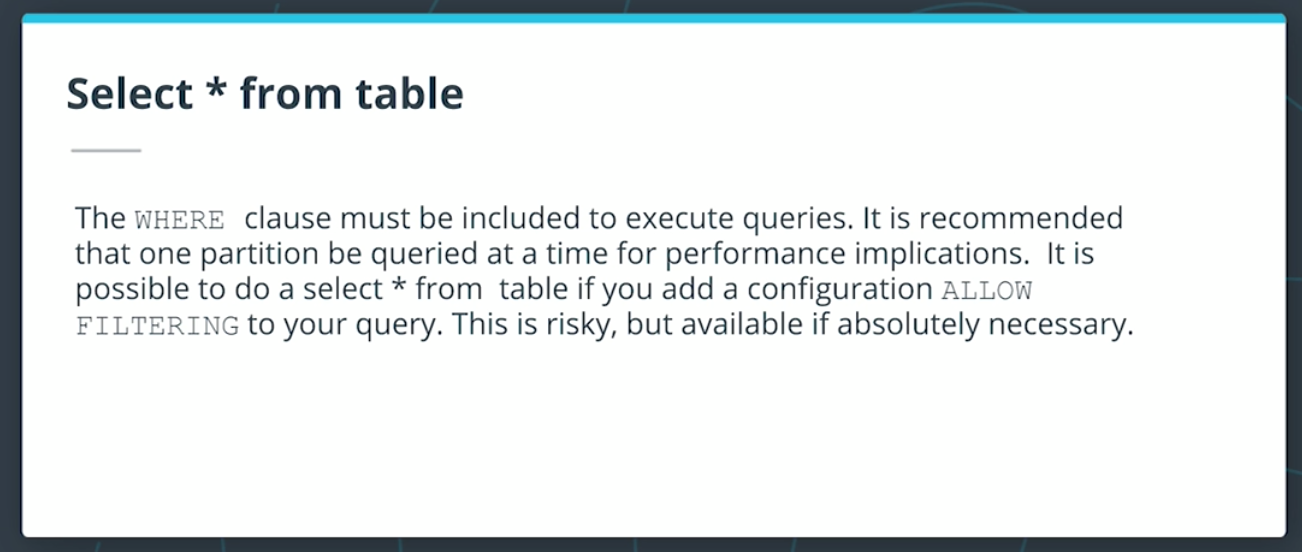 Select * from table
The WHERE clause must be included to execute queries. It is recommended
that one partition be queried at a time for performance implications. It is
possible to do a select * from table if you add a configuration ALLOW
FILTERING to your query. This is risky, but available if absolutely necessary.